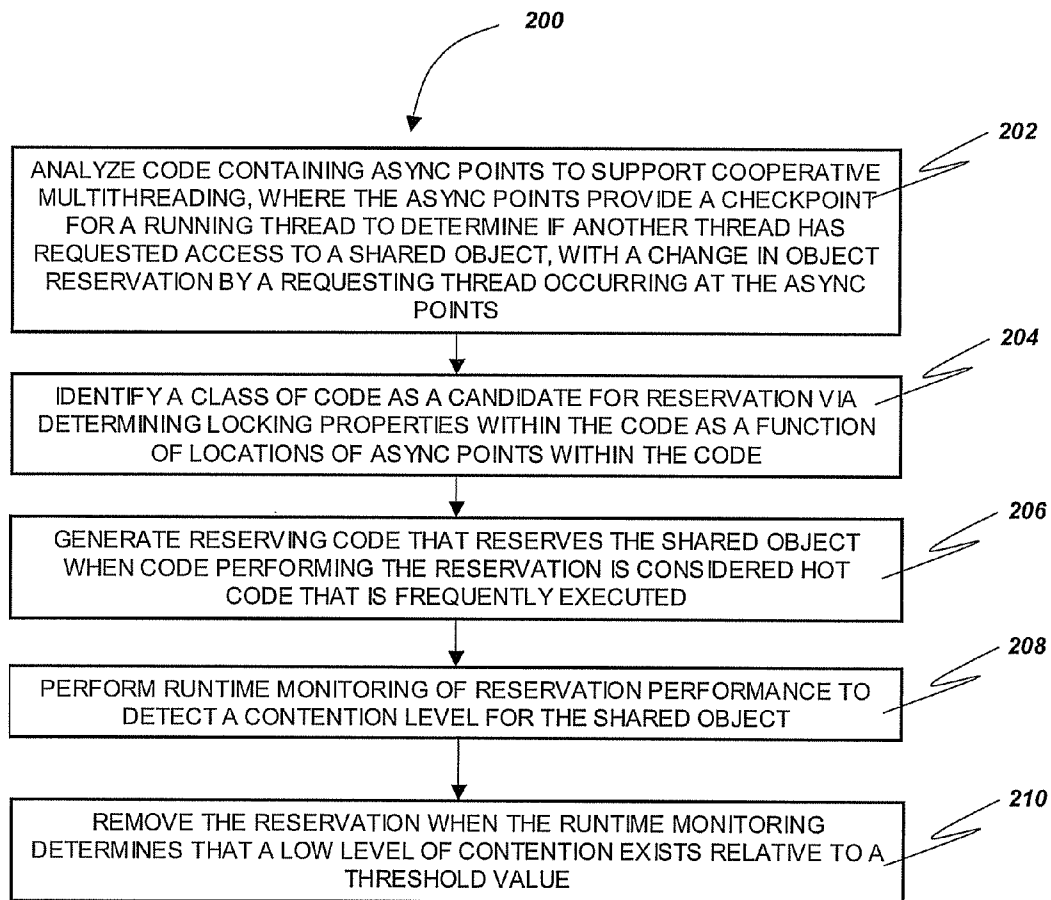 200
202
ANALYZE CODE CONTAINING ASYNC POINTS TO SUPPORT COOPERATIVE
MULTITHREADING, WHERE THE ASYNC POINTS PROVIDE A CHECKPOINT
FOR A RUNNING THREAD TO DETERMINE IF ANOTHER THREAD HAS
REQUESTED ACCESS TO A SHARED OBJECT, WITH A CHANGE IN OBJECT
RESERVATION BY A REQUESTING THREAD OCCURRING AT THE ASYNC
POINTS
204
IDENTIFY A CLASS OF CODE AS A CANDIDATE FOR RESERVATION VIA
DETERMINING LOCKING PROPERTIES WITHIN THE CODE AS A FUNCTION
OF LOCATIONS OF ASYNC POINTS WITHIN THE CODE
206
GENERATE RESERVING CODE THAT RESERVES THE SHARED OBJECT
WHEN CODE PERFORMING THE RESERVATION IS CONSIDERED HOT
CODE THAT IS FREQUENTLY EXECUTED
208
PERFORM RUNTIME MONITORING OF RESERVATION PERFORMANCE TO
DETECT A CONTENTION LEVEL FOR THE SHARED OBJECT
210
REMOVE THE RESERVATION WHEN THE RUNTIME MONITORING
DETERMINES THAT A LOW LEVEL OF CONTENTION EXISTS RELATIVE TO A
THRESHOLD VALUE